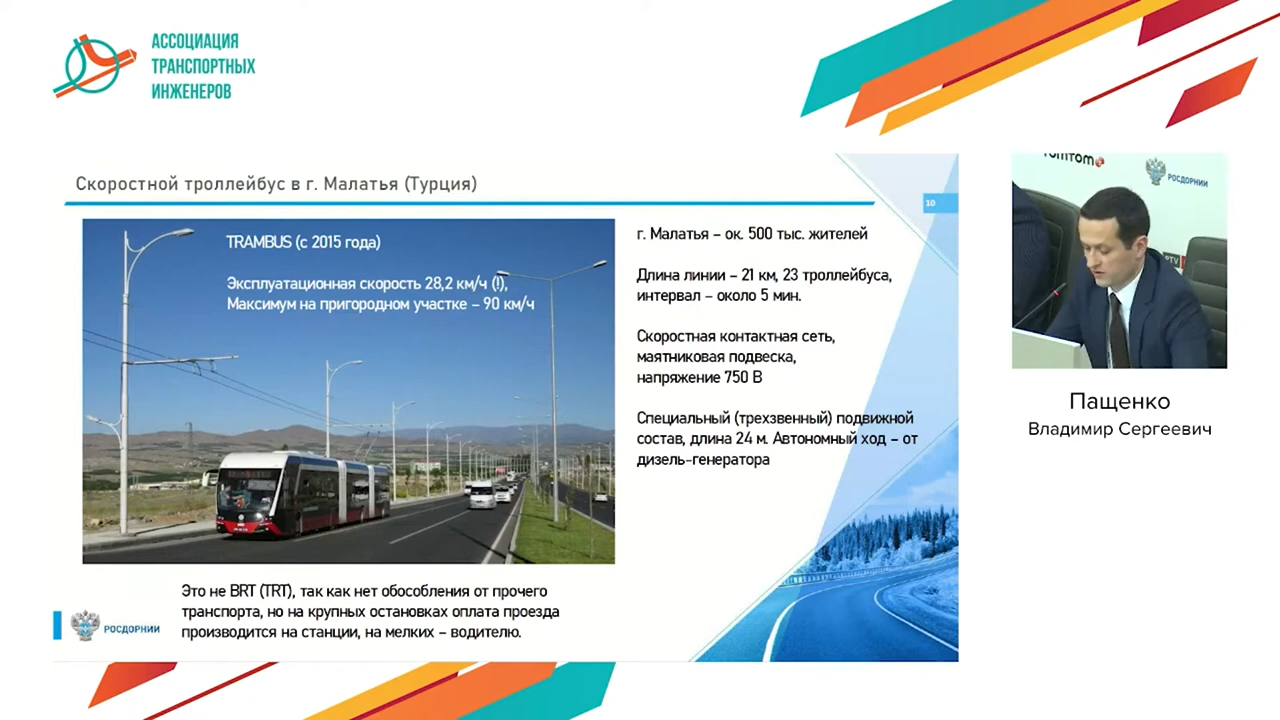 АССОЦИАЦИЯ
ТРАНСПОРТНЫХ
ИНЖЕНЕРОВ
Скоростной троллейбус в г. Малатья (Турция)
10
TRAMBUS (с 2015 года)
Эксплуатационная скорость 28,2 км/ч (!),
Максимум на пригородном участке – 90 км/ч
г. Малатья – ок. 500 тыс. жителей
Длина линии – 21 км, 23 троллейбуса,
интервал – около 5 мин.
Скоростная контактная сеть,
маятниковая подвеска,
напряжение 750 В
Специальный (трехзвенный) подвижной
состав, длина 24 м. Автономный ход – от
дизель-генератора
Это не BRT (TRT), так как нет обособления от прочего
транспорта, но на крупных остановках оплата проезда
производится на станции, на мелких – водителю.
РОСДОРНИИ
tomtom
РОСДОРНИИ
Пащенко
Владимир Сергеевич